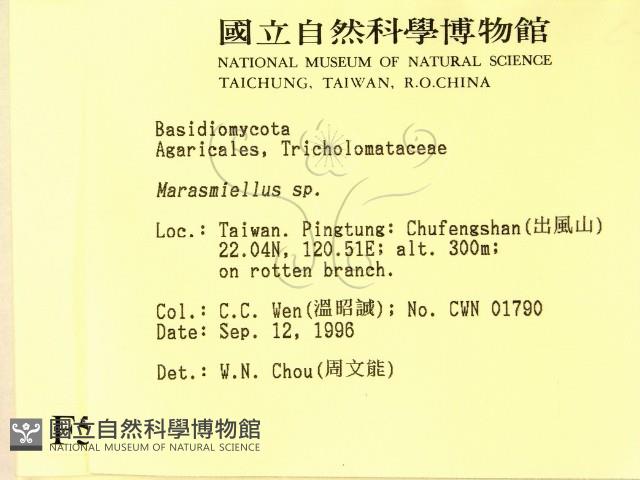 國立自然科學博物館
NATIONAL MUSEUM OF NATURAL SCIENCE
TAICHUNG, TAIWAN, R.O.CHINA
Basidiomycota
Agaricales, Tricholomataceae
Marasmiellus sp.
Loc.: Taiwan. Pingtung: Chufengshan(出風山)
22.04N, 120.51E; alt. 300m;
on rotten branch.
Col.: C.C. Wen(溫昭誠); No. CWN 01790
Date: Sep. 12, 1996
Det.: W.N. Chou(周文能)
國立自然科學博物館
NATIONAL MUSEUM OF NATURAL SCIENCE